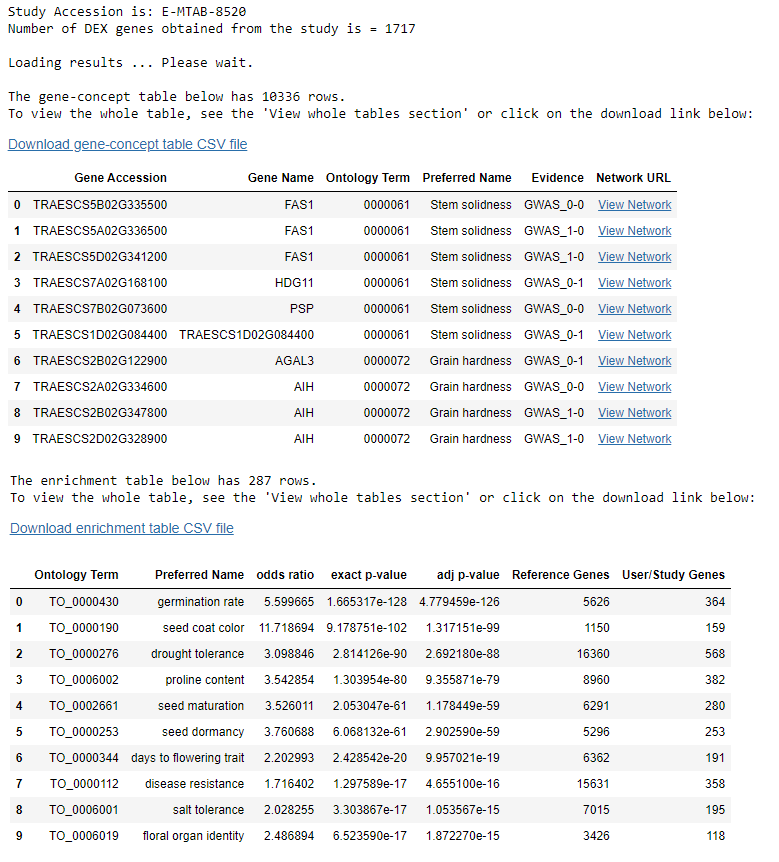 Study Accession is: E-MTAB-8520
Number of DEX genes obtained from the study is = 1717
Loading results ... Please wait.
The gene-concept table below has 10336 rows.
To view the whole table, see the 'View whole tables section' or click on the download link below:
Download gene-concept table CSV file
Gene Accession Gene Name Ontology Term Preferred Name Evidence Network URL
0 TRAESCS5B02G335500 FAS1 0000061 Stem solidness GWAS_0-0 View Network
1 TRAESCS5A02G336500 FAS1 0000061 Stem solidness GWAS_1-0 View Network
2 TRAESCS5D02G341200 FAS1 0000061 Stem solidness GWAS_1-0 View Network
3 TRAESCS7A02G168100 HDG11 0000061 Stem solidness GWAS_0-1 View Network
4 TRAESCS7B02G073600 PSP 0000061 Stem solidness GWAS_0-0 View Network
5 TRAESCS1D02G084400 TRAESCS1D02G084400 0000061 Stem solidness GWAS_0-1 View Network
6 TRAESCS2B02G122900 AGAL3 0000072 Grain hardness GWAS_0-1 View Network
7 TRAESCS2A02G334600 AIH 0000072 Grain hardness GWAS_0-0 View Network
8 TRAESCS2B02G347800 AIH 0000072 Grain hardness GWAS_1-0 View Network
9 TRAESCS2D02G328900 AIH 0000072 Grain hardness GWAS_1-0 View Network
The enrichment table below has 287 rows.
To view the whole table, see the 'View whole tables section' or click on the download link below:
Download enrichment table CSV file
Ontology Term Preferred Name odds ratio exact p-value adj p-value Reference Genes User/Study Genes
0 TO_0000430 germination rate 5.599665 1.665317e-128 4.779459e-126 5626 364
1 TO_0000190 seed coat color 11.718694 9.178751e-102 1.317151e-99 1150 159
2 TO_0000276 drought tolerance 3.098846 2.814126e-90 2.692180e-88 16360 568
3 TO_0006002 proline content 3.542854 1.303954e-80 9.355871e-79 8960 382
4 TO_0002661 seed maturation 3.526011 2.053047e-61 1.178449e-59 6291 280
5 TO_0000253 seed dormancy 3.760688 6.068132e-61 2.902590e-59 5296 253
6 TO_0000344 days to flowering trait 2.202993 2.428542e-20 9.957021e-19 6362 191
7 TO_0000112 disease resistance 1.716402 1.297589e-17 4.655100e-16 15631 358
8 TO_0006001 salt tolerance 2.028255 3.303867e-17 1.053567e-15 7015 195
9 TO_0006019 floral organ identity 2.486894 6.523590e-17 1.872270e-15 3426 118